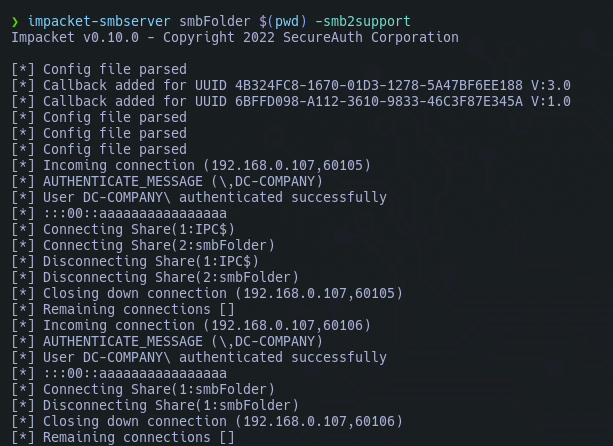 ❯ impacket-smbserver smbFolder $(pwd) -smb2support
Impacket v0.10.0 - Copyright 2022 SecureAuth Corporation

[*] Config file parsed
[*] Callback added for UUID 4B324FC8-1670-01D3-1278-5A47BF6EE188 V:3.0
[*] Callback added for UUID 6BFFD098-A112-3610-9833-46C3F87E345A V:1.0
[*] Config file parsed
[*] Config file parsed
[*] Config file parsed
[*] Incoming connection (192.168.0.107,60105)
[*] AUTHENTICATE_MESSAGE (\,DC-COMPANY)
[*] User DC-COMPANY\ authenticated successfully
[*] :::00::aaaaaaaaaaaaaaaa
[*] Connecting Share(1:IPC$)
[*] Connecting Share(2:smbFolder)
[*] Disconnecting Share(1:IPC$)
[*] Disconnecting Share(2:smbFolder)
[*] Closing down connection (192.168.0.107,60105)
[*] Remaining connections []
[*] Incoming connection (192.168.0.107,60106)
[*] AUTHENTICATE_MESSAGE (\,DC-COMPANY)
[*] User DC-COMPANY\ authenticated successfully
[*] :::00::aaaaaaaaaaaaaaaa
[*] Connecting Share(1:smbFolder)
[*] Disconnecting Share(1:smbFolder)
[*] Closing down connection (192.168.0.107,60106)
[*] Remaining connections []